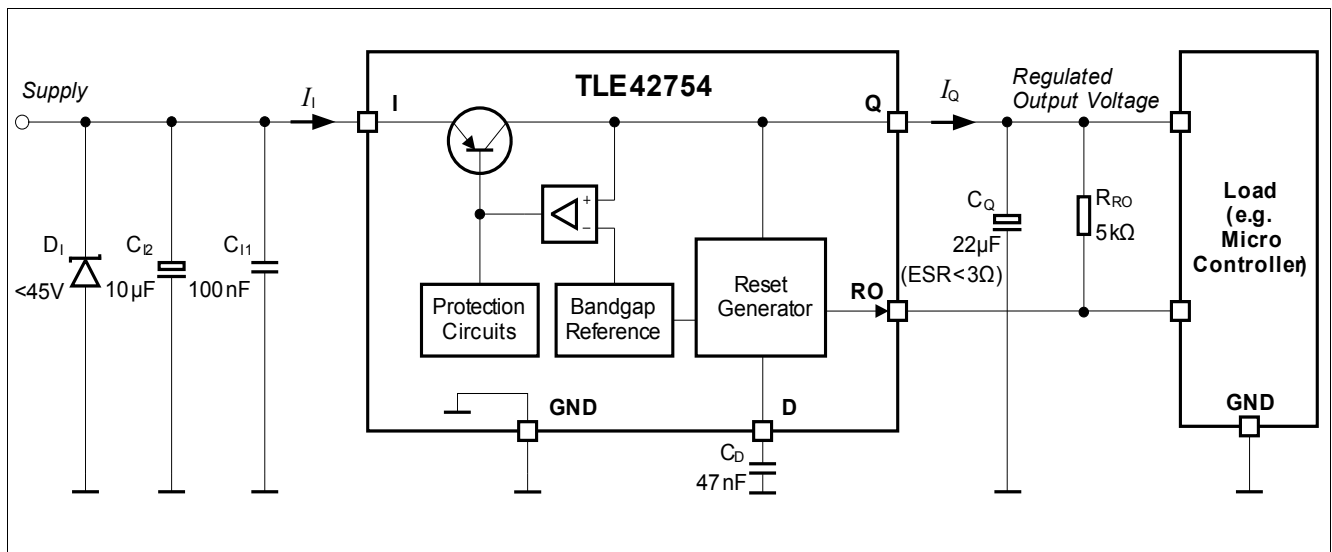 Supply
I_I
I
TLE42754
Q
I_Q
Regulated
Output Voltage
D_I
<45V
C_I2
10µF
C_I1
100nF
+
−
Protection
Circuits
Bandgap
Reference
Reset
Generator
RO
GND
D
C_D
47nF
C_Q
22µF
(ESR<3Ω)
R_RO
5kΩ
Load
(e.g.
Micro
Controller)
GND